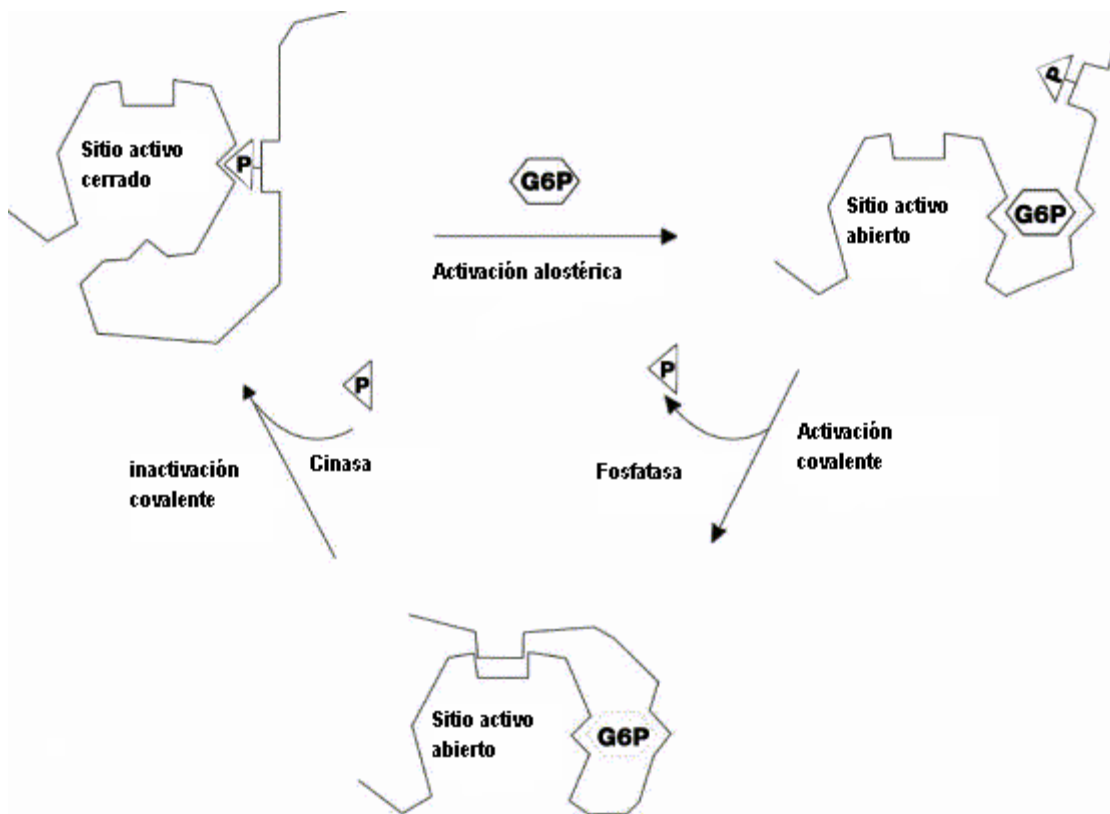 P
Sitio activo
cerrado
P
G6P
Activación alostérica
Sitio activo
abierto
G6P
P
inactivación
covalente
Cinasa
P
Fosfatasa
Activación
covalente
Sitio activo
abierto
G6P